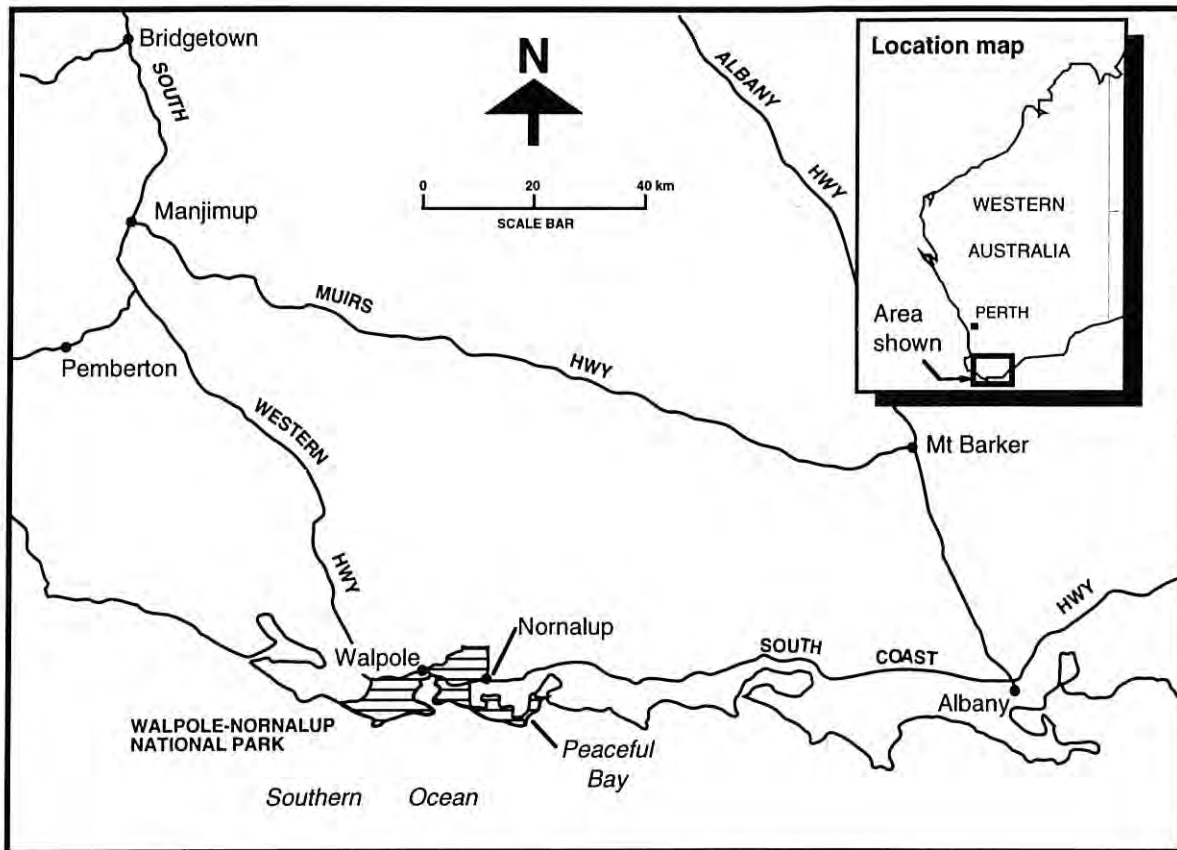 Bridgetown
SOUTH
Manjimup
Pemberton
WESTERN
HWY
MUIRS
HWY
N
0 20 40 km
SCALE BAR
ALBANY
HWY
Location map
WESTERN
AUSTRALIA
PERTH
Area
shown
Mt Barker
HWY
Nornalup
Walpole
SOUTH COAST
Albany
WALPOLE-NORNALUP
NATIONAL PARK
Peaceful
Bay
Southern Ocean